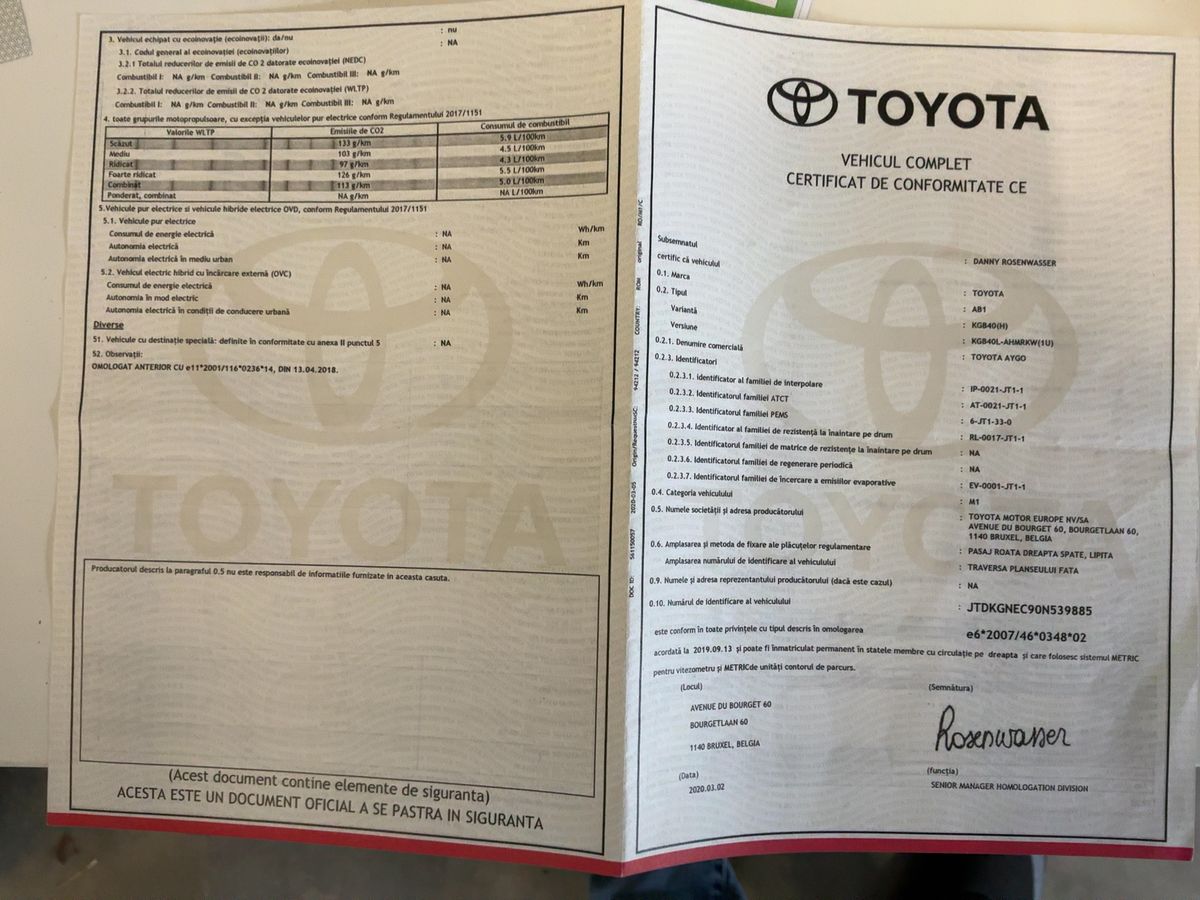 3. Vehicul echipat cu ecoinovație (ecoinovații): da/nu : nu
3.1. Codul general al ecoinovației (ecoinovațiilor) : NA
3.2.1 Totalul reducerilor de emisii de CO 2 datorate ecoinovației (NEDC)
Combustibil I: NA g/km Combustibil II: NA g/km Combustibil III: NA g/km
3.2.2. Totalul reducerilor de emisii de CO 2 datorate ecoinovației (WLTP)
Combustibil I: NA g/km Combustibil II: NA g/km Combustibil III: NA g/km
4. toate grupurile motopropulsoare, cu excepția vehiculelor pur electrice conform Regulamentului 2017/1151
Valorile WLTP Emisiile de CO2 Consumul de combustibil
Scăzut 133 g/km 5.9 L/100km
Mediu 103 g/km 4.5 L/100km
Ridicat 97 g/km 4.3 L/100km
Foarte ridicat 126 g/km 5.5 L/100km
Combinat 113 g/km 5.0 L/100km
Ponderat, combinat NA g/km NA L/100km
5.Vehicule pur electrice si vehicule hibride electrice OVD, conform Regulamentului 2017/1151
5.1. Vehicule pur electrice
Consumul de energie electrică : NA Wh/km
Autonomia electrică : NA Km
Autonomia electrică in mediu urban : NA Km
5.2. Vehicul electric hibrid cu încărcare externă (OVC)
Consumul de energie electrică : NA Wh/km
Autonomia în mod electric : NA Km
Autonomia electrică în condiții de conducere urbană : NA Km
Diverse
51. Vehicule cu destinație specială: definite în conformitate cu anexa II punctul 5 : NA
52. Observații:
OMOLOGAT ANTERIOR CU e11*2001/116*0236*14, DIN 13.04.2018.
TOYOTA
Producatorul descris la paragraful 0.5 nu este responsabil de informatiile furnizate in aceasta casuta.
(Acest document contine elemente de siguranta)
ACESTA ESTE UN DOCUMENT OFICIAL A SE PASTRA IN SIGURANTA
DOC ID: 561150057 2020-03-05 Origin/RequestingSC: 94212 / 94212 COUNTRY: ROM original RO/J07/C
TOYOTA
VEHICUL COMPLET
CERTIFICAT DE CONFORMITATE CE
Subsemnatul : DANNY ROSENWASSER
certific că vehiculul
0.1. Marca : TOYOTA
0.2. Tipul : AB1
Variantă : KGB40(H)
Versiune : KGB40L-AHMRKW(1U)
0.2.1. Denumire comercială : TOYOTA AYGO
0.2.3. Identificatori
0.2.3.1. Identificator al familiei de interpolare : IP-0021-JT1-1
0.2.3.2. Identificatorul familiei ATCT : AT-0021-JT1-1
0.2.3.3. Identificatorul familiei PEMS : 6-JT1-33-0
0.2.3.4. Identificator al familiei de rezistență la înaintare pe drum : RL-0017-JT1-1
0.2.3.5. Identificatorul familiei de matrice de rezistențe la înaintare pe drum : NA
0.2.3.6. Identificatorul familiei de regenerare periodică : NA
0.2.3.7. Identificatorul familiei de încercare a emisiilor evaporative : EV-0001-JT1-1
0.4. Categoria vehiculului : M1
0.5. Numele societății și adresa producătorului : TOYOTA MOTOR EUROPE NV/SA
AVENUE DU BOURGET 60, BOURGETLAAN 60,
1140 BRUXEL, BELGIA
0.6. Amplasarea și metoda de fixare ale plăcuțelor regulamentare : PASAJ ROATA DREAPTA SPATE, LIPITA
Amplasarea numărului de identificare al vehiculului : TRAVERSA PLANSEULUI FATA
0.9. Numele și adresa reprezentantului producătorului (dacă este cazul) : NA
0.10. Numărul de identificare al vehiculului : JTDKGNEC90N539885
este conform în toate privințele cu tipul descris în omologarea e6*2007/46*0348*02
acordată la 2019.09.13 și poate fi înmatriculat permanent în statele membre cu circulație pe dreapta și care folosesc sistemul METRIC
pentru vitezometru și METRICde unități contorul de parcurs.
(Locul) (Semnătura)
AVENUE DU BOURGET 60
BOURGETLAAN 60
1140 BRUXEL, BELGIA
Rosenwasser
(Data) (funcția)
2020.03.02 SENIOR MANAGER HOMOLOGATION DIVISION